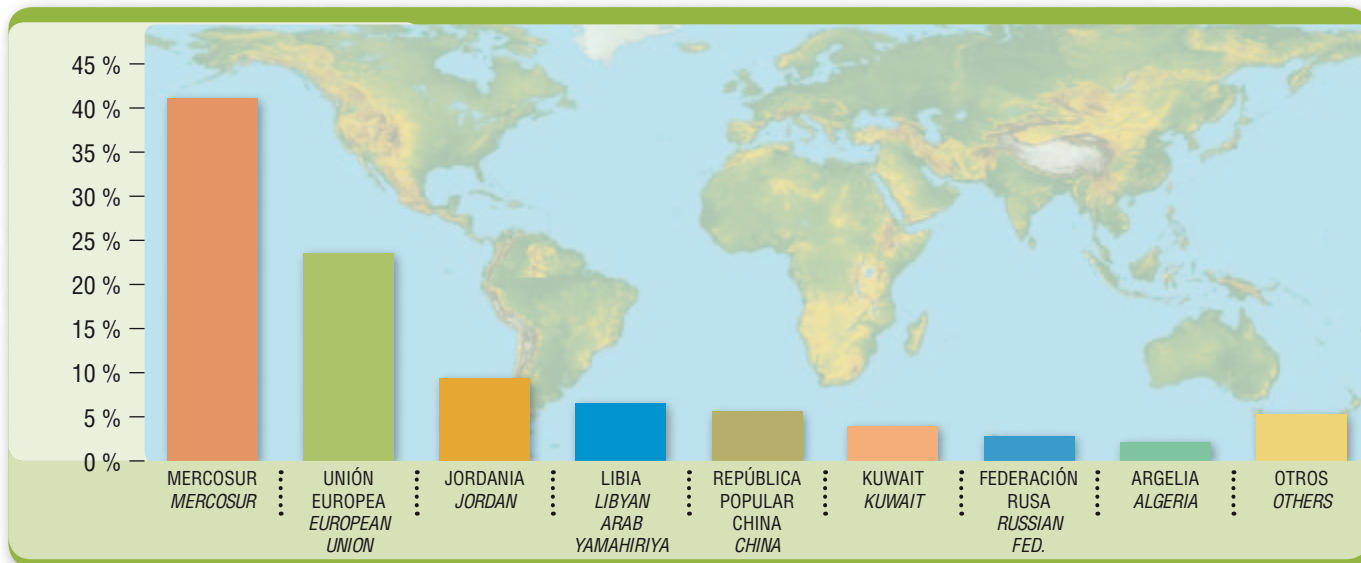 45 %
40 %
35 %
30 %
25 %
20 %
15 %
10 %
5 %
0 %
MERCOSUR
MERCOSUR
UNIÓN
EUROPEA
EUROPEAN
UNION
JORDANIA
JORDAN
LIBIA
LIBYAN
ARAB
YAMAHIRIYA
REPÚBLICA
POPULAR
CHINA
CHINA
KUWAIT
KUWAIT
FEDERACIÓN
RUSA
RUSSIAN
FED.
ARGELIA
ALGERIA
OTROS
OTHERS